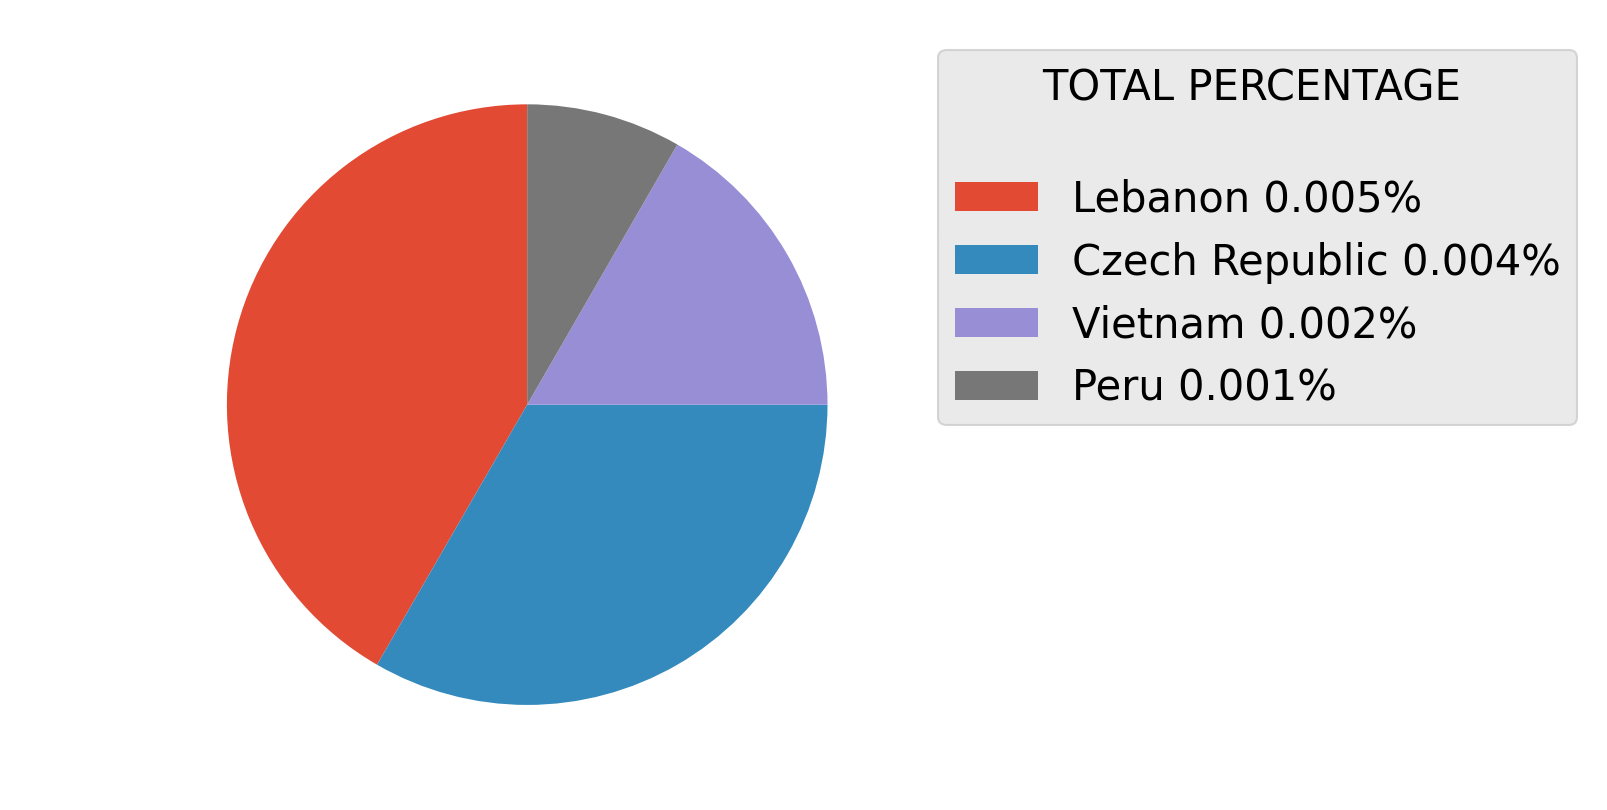 TOTAL PERCENTAGE
Lebanon 0.005%
Czech Republic 0.004%
Vietnam 0.002%
Peru 0.001%